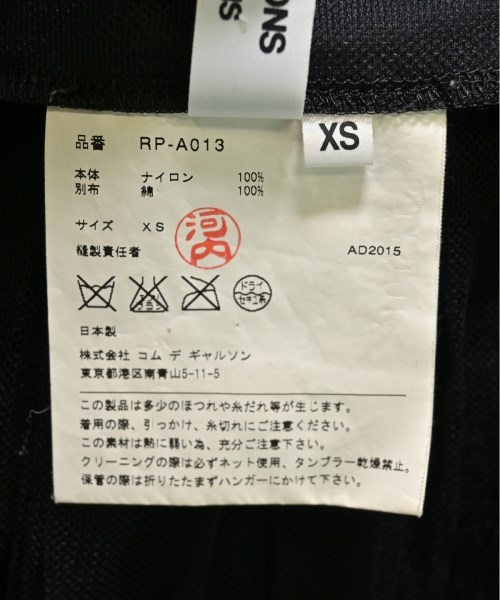 ONS
S
XS
品番 RP-A013
本体 ナイロン 100%
別布 綿 100%
サイズ XS
河内
縫製責任者 AD2015
ドライ
セキユ系
日本製
株式会社 コム デ ギャルソン
東京都港区南青山5-11-5
この製品は多少のほつれや糸だれ等が生じます。
着用の際、引っかけ、糸切れにご注意ください。
この素材は熱に弱い為、充分ご注意下さい。
クリーニングの際は必ずネット使用、タンブラー乾燥禁止。
保管の際は折りたたまずハンガーにかけて下さい。